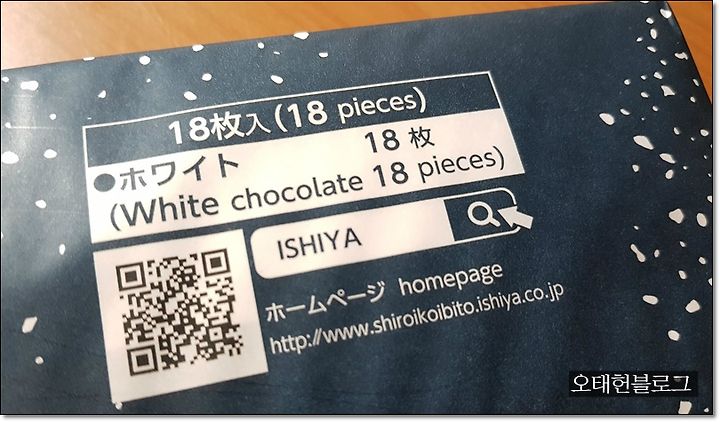 18枚入(18 pieces)
●ホワイト 18枚
(White chocolate 18 pieces)
ISHIYA
ホームページ homepage
http://www.shiroikoibito.ishiya.co.jp
오태헌블로그